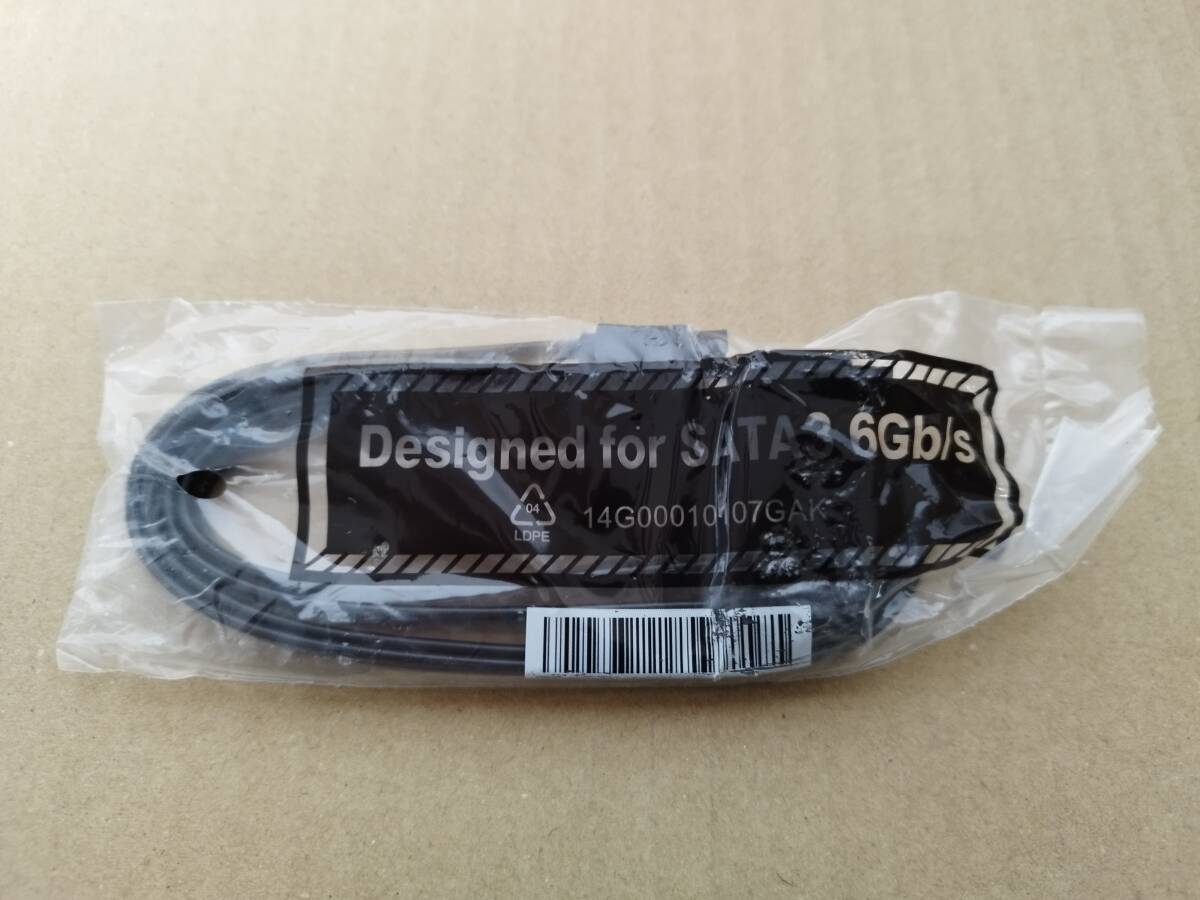 Designed for SATA3 6Gb/s
04
LDPE
14G00010107GAK